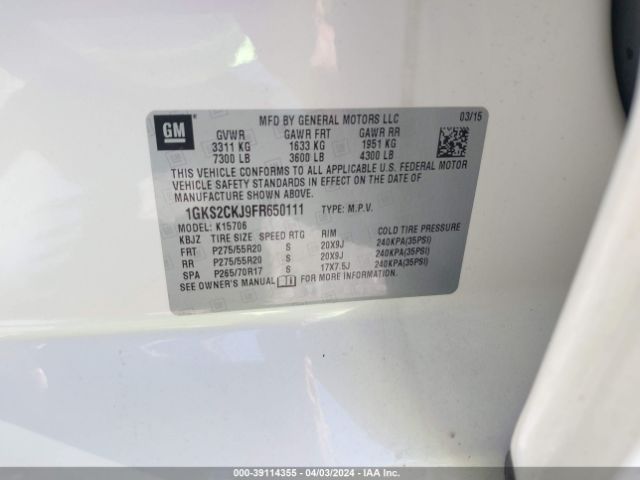 GM
MFD BY GENERAL MOTORS LLC 03/15
GVWR GAWR FRT GAWR RR
3311 KG 1633 KG 1951 KG
7300 LB 3600 LB 4300 LB
THIS VEHICLE CONFORMS TO ALL APPLICABLE U.S. FEDERAL MOTOR
VEHICLE SAFETY STANDARDS IN EFFECT ON THE DATE OF
MANUFACTURE SHOWN ABOVE.
1GKS2CKJ9FR650111 TYPE: M.P.V.
MODEL: K15706
KBJZ TIRE SIZE SPEED RTG RIM COLD TIRE PRESSURE
FRT P275/55R20 S 20X9J 240KPA(35PSI)
RR P275/55R20 S 20X9J 240KPA(35PSI)
SPA P265/70R17 S 17X7.5J 240KPA(35PSI)
SEE OWNER'S MANUAL FOR MORE INFORMATION.
000-39114355 | 04/03/2024 | IAA Inc.